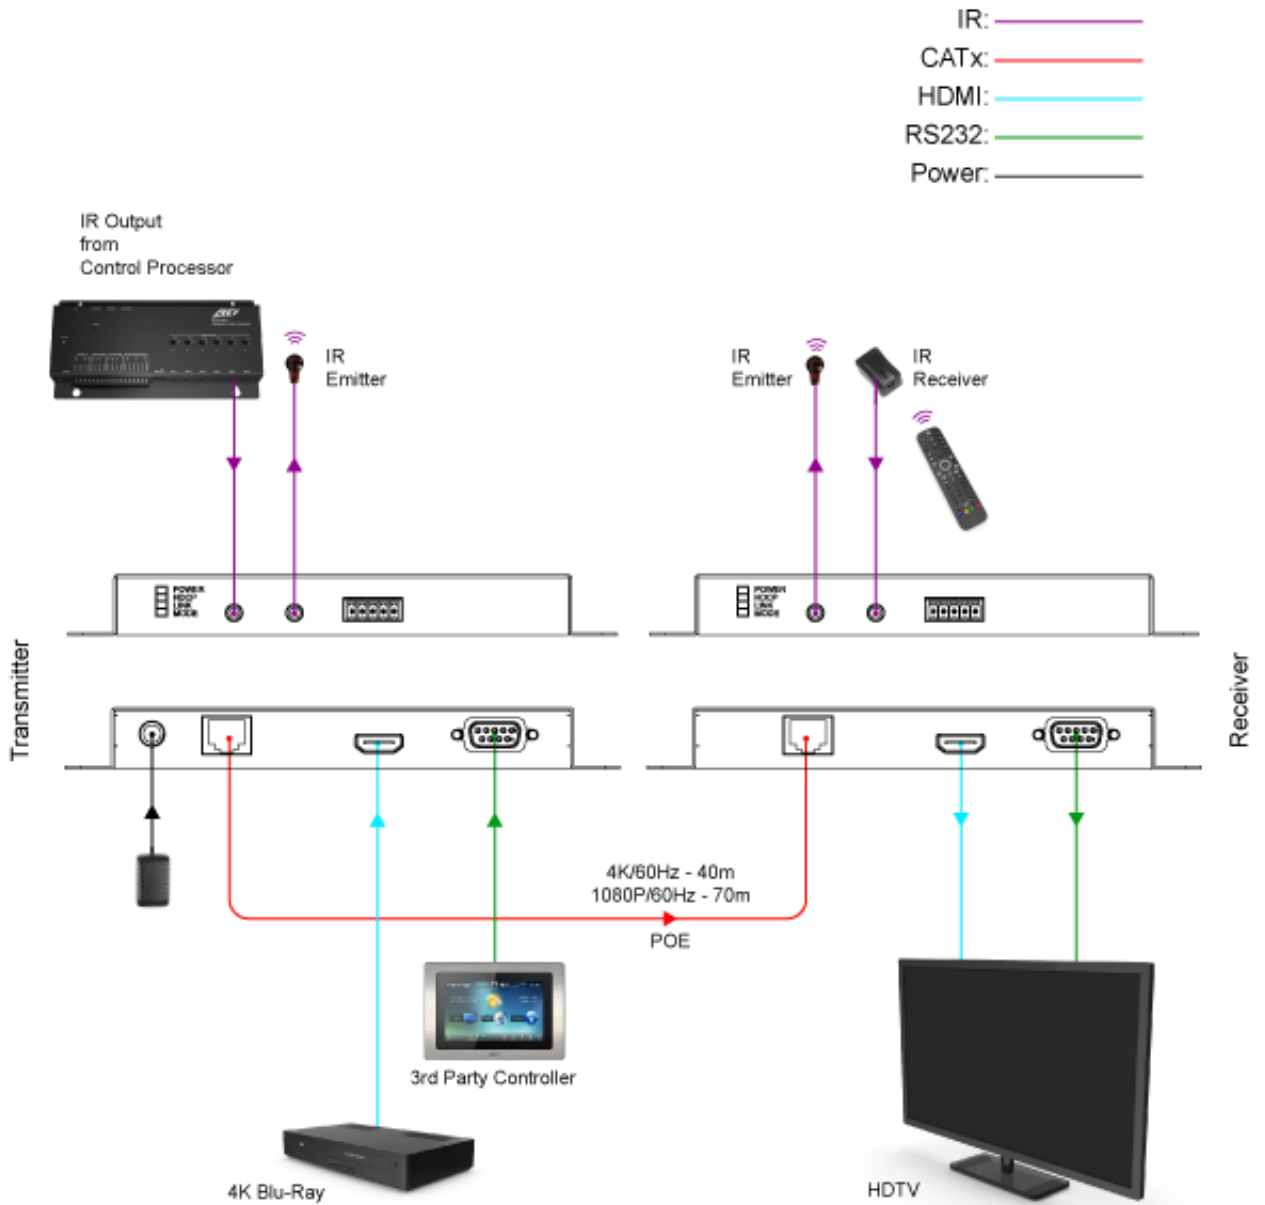 IR:
CATx:
HDMI:
RS232:
Power:
IR Output
from
Control Processor
IR
Emitter
IR
Emitter
IR
Receiver
POWER
HDCP
LINK
MODE
POWER
HDCP
LINK
MODE
Transmitter
Receiver
4K/60Hz - 40m
1080P/60Hz - 70m
POE
3rd Party Controller
4K Blu-Ray
HDTV